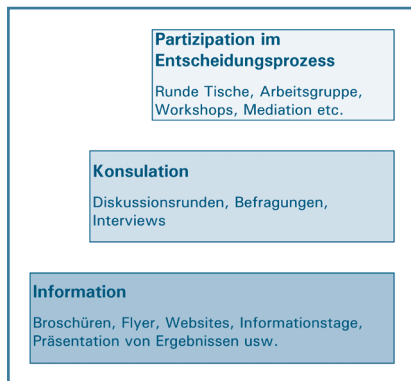 Partizipation im
Entscheidungsprozess
Runde Tische, Arbeitsgruppe,
Workshops, Mediation etc.
Konsulation
Diskussionsrunden, Befragungen,
Interviews
Information
Broschüren, Flyer, Websites, Informationstage,
Präsentation von Ergebnissen usw.